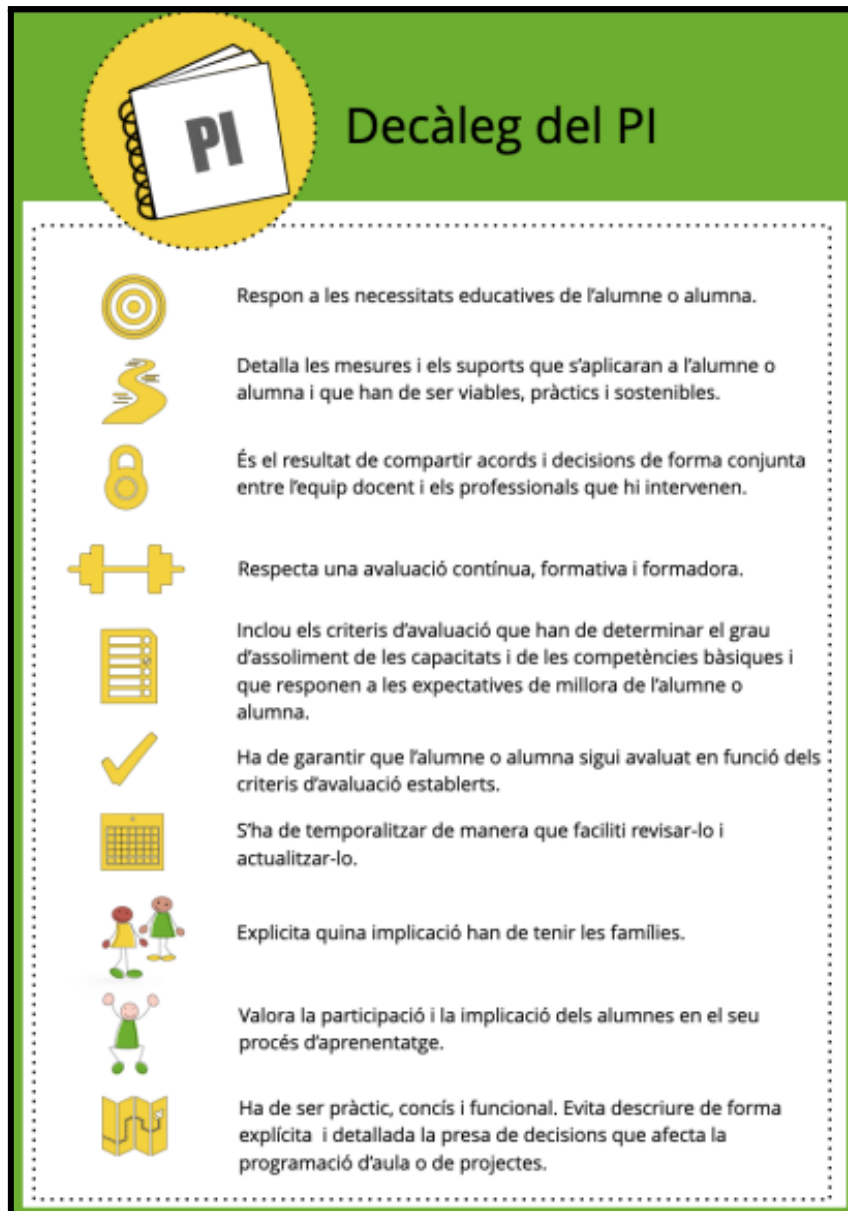 PI
Decàleg del PI
Respon a les necessitats educatives de l'alumne o alumna.
Detalla les mesures i els suports que s'aplicaran a l'alumne o
alumna i que han de ser viables, pràctics i sostenibles.
És el resultat de compartir acords i decisions de forma conjunta
entre l'equip docent i els professionals que hi intervenen.
Respecta una avaluació contínua, formativa i formadora.
Inclou els criteris d'avaluació que han de determinar el grau
d'assoliment de les capacitats i de les competències bàsiques i
que responen a les expectatives de millora de l'alumne o
alumna.
Ha de garantir que l'alumne o alumna sigui avaluat en funció dels
criteris d'avaluació establerts.
S'ha de temporalitzar de manera que faciliti revisar-lo i
actualitzar-lo.
Explicita quina implicació han de tenir les famílies.
Valora la participació i la implicació dels alumnes en el seu
procés d'aprenentatge.
Ha de ser pràctic, concís i funcional. Evita descriure de forma
explícita i detallada la presa de decisions que afecta la
programació d'aula o de projectes.